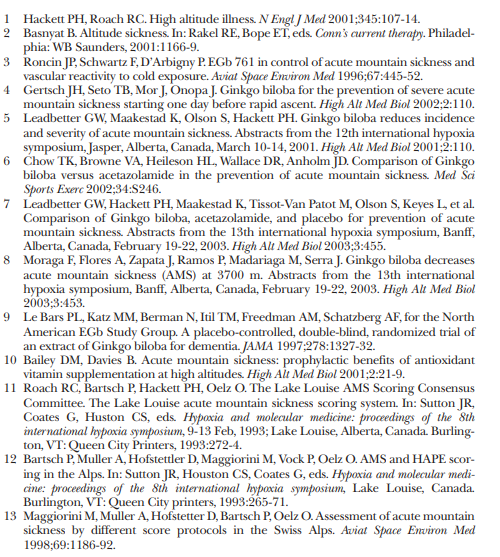 1 Hackett PH, Roach RC. High altitude illness. N Engl J Med 2001;345:107-14.
2 Basnyat B. Altitude sickness. In: Rakel RE, Bope ET, eds. Conn's current therapy. Philadel-
phia: WB Saunders, 2001:1166-9.
3 Roncin JP, Schwartz F, D'Arbigny P. EGb 761 in control of acute mountain sickness and
vascular reactivity to cold exposure. Aviat Space Environ Med 1996;67:445-52.
4 Gertsch JH, Seto TB, Mor J, Onopa J. Ginkgo biloba for the prevention of severe acute
mountain sickness starting one day before rapid ascent. High Alt Med Biol 2002;2:110.
5 Leadbetter GW, Maakestad K, Olson S, Hackett PH. Ginkgo biloba reduces incidence
and severity of acute mountain sickness. Abstracts from the 12th international hypoxia
symposium, Jasper, Alberta, Canada, March 10-14, 2001. High Alt Med Biol 2001;2:110.
6 Chow TK, Browne VA, Heileson HL, Wallace DR, Anholm JD. Comparison of Ginkgo
biloba versus acetazolamide in the prevention of acute mountain sickness. Med Sci
Sports Exerc 2002;34:S246.
7 Leadbetter GW, Hackett PH, Maakestad K, Tissot-Van Patot M, Olson S, Keyes L, et al.
Comparison of Ginkgo biloba, acetazolamide, and placebo for prevention of acute
mountain sickness. Abstracts from the 13th international hypoxia symposium, Banff,
Alberta, Canada, February 19-22, 2003. High Alt Med Biol 2003;3:455.
8 Moraga F, Flores A, Zapata J, Ramos P, Madariaga M, Serra J. Ginkgo biloba decreases
acute mountain sickness (AMS) at 3700 m. Abstracts from the 13th international
hypoxia symposium, Banff, Alberta, Canada, February 19-22, 2003. High Alt Med Biol
2003;3:453.
9 Le Bars PL, Katz MM, Berman N, Itil TM, Freedman AM, Schatzberg AF, for the North
American EGb Study Group. A placebo-controlled, double-blind, randomized trial of
an extract of Ginkgo biloba for dementia. JAMA 1997;278:1327-32.
10 Bailey DM, Davies B. Acute mountain sickness: prophylactic benefits of antioxidant
vitamin supplementation at high altitudes. High Alt Med Biol 2001;2:21-9.
11 Roach RC, Bartsch P, Hackett PH, Oelz O. The Lake Louise AMS Scoring Consensus
Committee. The Lake Louise acute mountain sickness scoring system. In: Sutton JR,
Coates G, Huston CS, eds. Hypoxia and molecular medicine: proceedings of the 8th
international hypoxia symposium, 9-13 Feb, 1993; Lake Louise, Alberta, Canada. Burling-
ton, VT: Queen City Printers, 1993:272-4.
12 Bartsch P, Muller A, Hofstettler D, Maggiorini M, Vock P, Oelz O. AMS and HAPE scor-
ing in the Alps. In: Sutton JR, Houston CS, Coates G, eds. Hypoxia and molecular medi-
cine: proceedings of the 8th international hypoxia symposium, Lake Louise, Canada.
Burlington, VT: Queen City printers, 1993:265-71.
13 Maggiorini M, Muller A, Hofstetter D, Bartsch P, Oelz O. Assessment of acute mountain
sickness by different score protocols in the Swiss Alps. Aviat Space Environ Med
1998;69:1186-92.